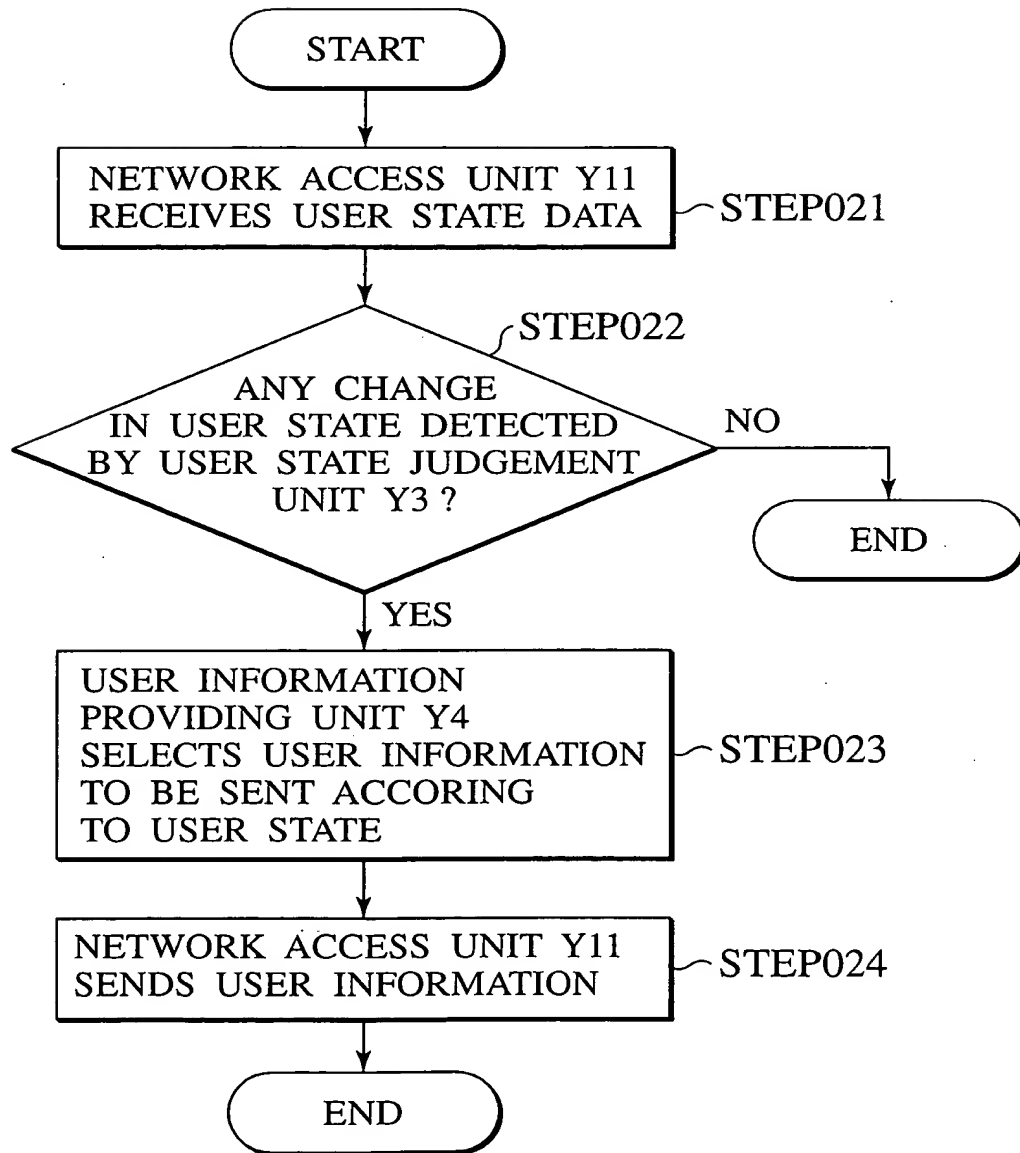 START
NETWORK ACCESS UNIT Y11
RECEIVES USER STATE DATA
STEP021
STEP022
ANY CHANGE
IN USER STATE DETECTED
BY USER STATE JUDGEMENT
UNIT Y3 ?
NO
END
YES
USER INFORMATION
PROVIDING UNIT Y4
SELECTS USER INFORMATION
TO BE SENT ACCORING
TO USER STATE
STEP023
NETWORK ACCESS UNIT Y11
SENDS USER INFORMATION
STEP024
END